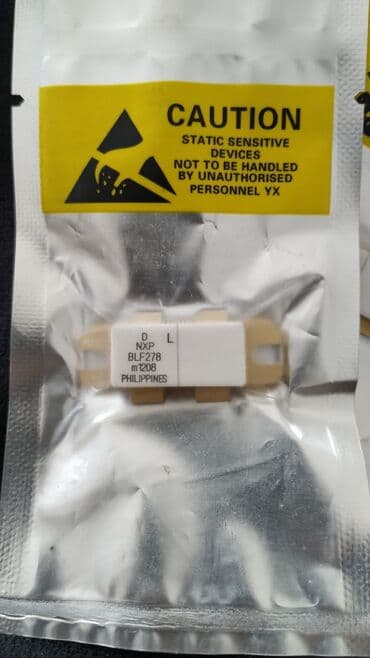 CAUTION
STATIC SENSITIVE
DEVICES
NOT TO BE HANDLED
BY UNAUTHORISED
PERSONNEL YX
D L
NXP
BLF278
m1208
PHILIPPINES